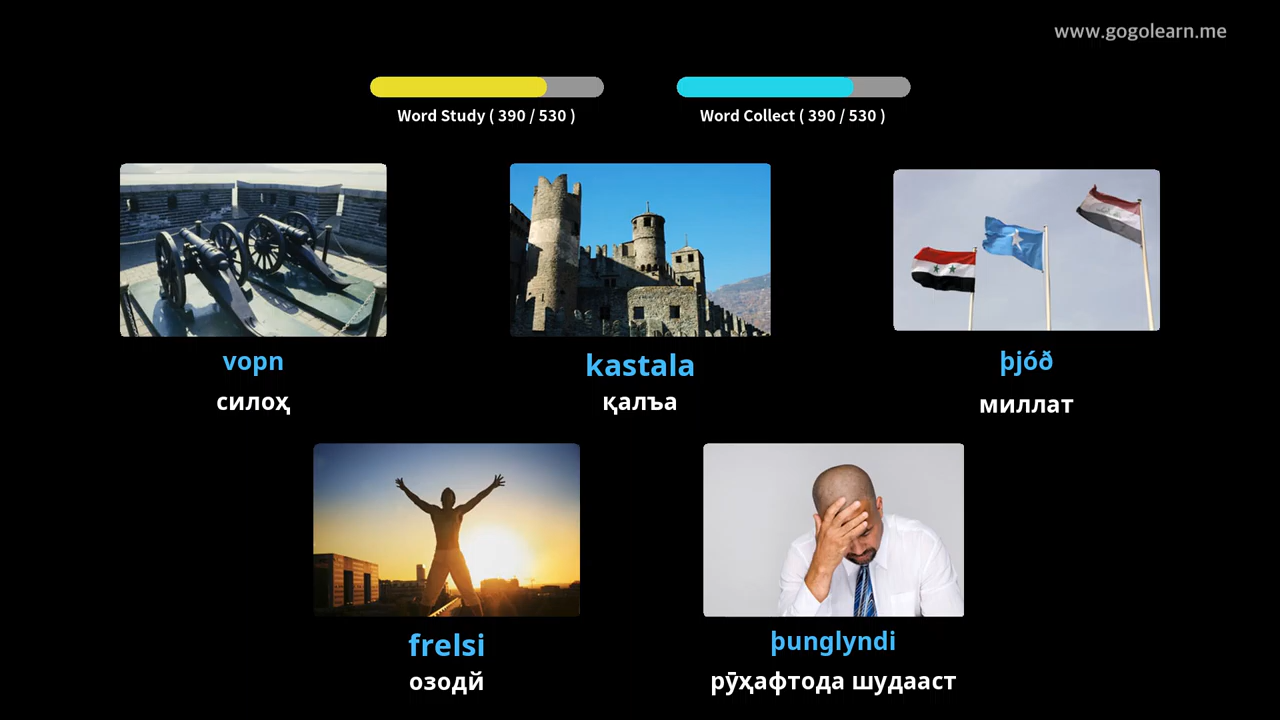 www.gogolearn.me
Word Study ( 390 / 530 )
Word Collect ( 390 / 530 )
vopn
kastala
þjóð
силоҳ
қалъа
миллат
frelsi
þunglyndi
озодӣ
рӯҳафтода шудааст